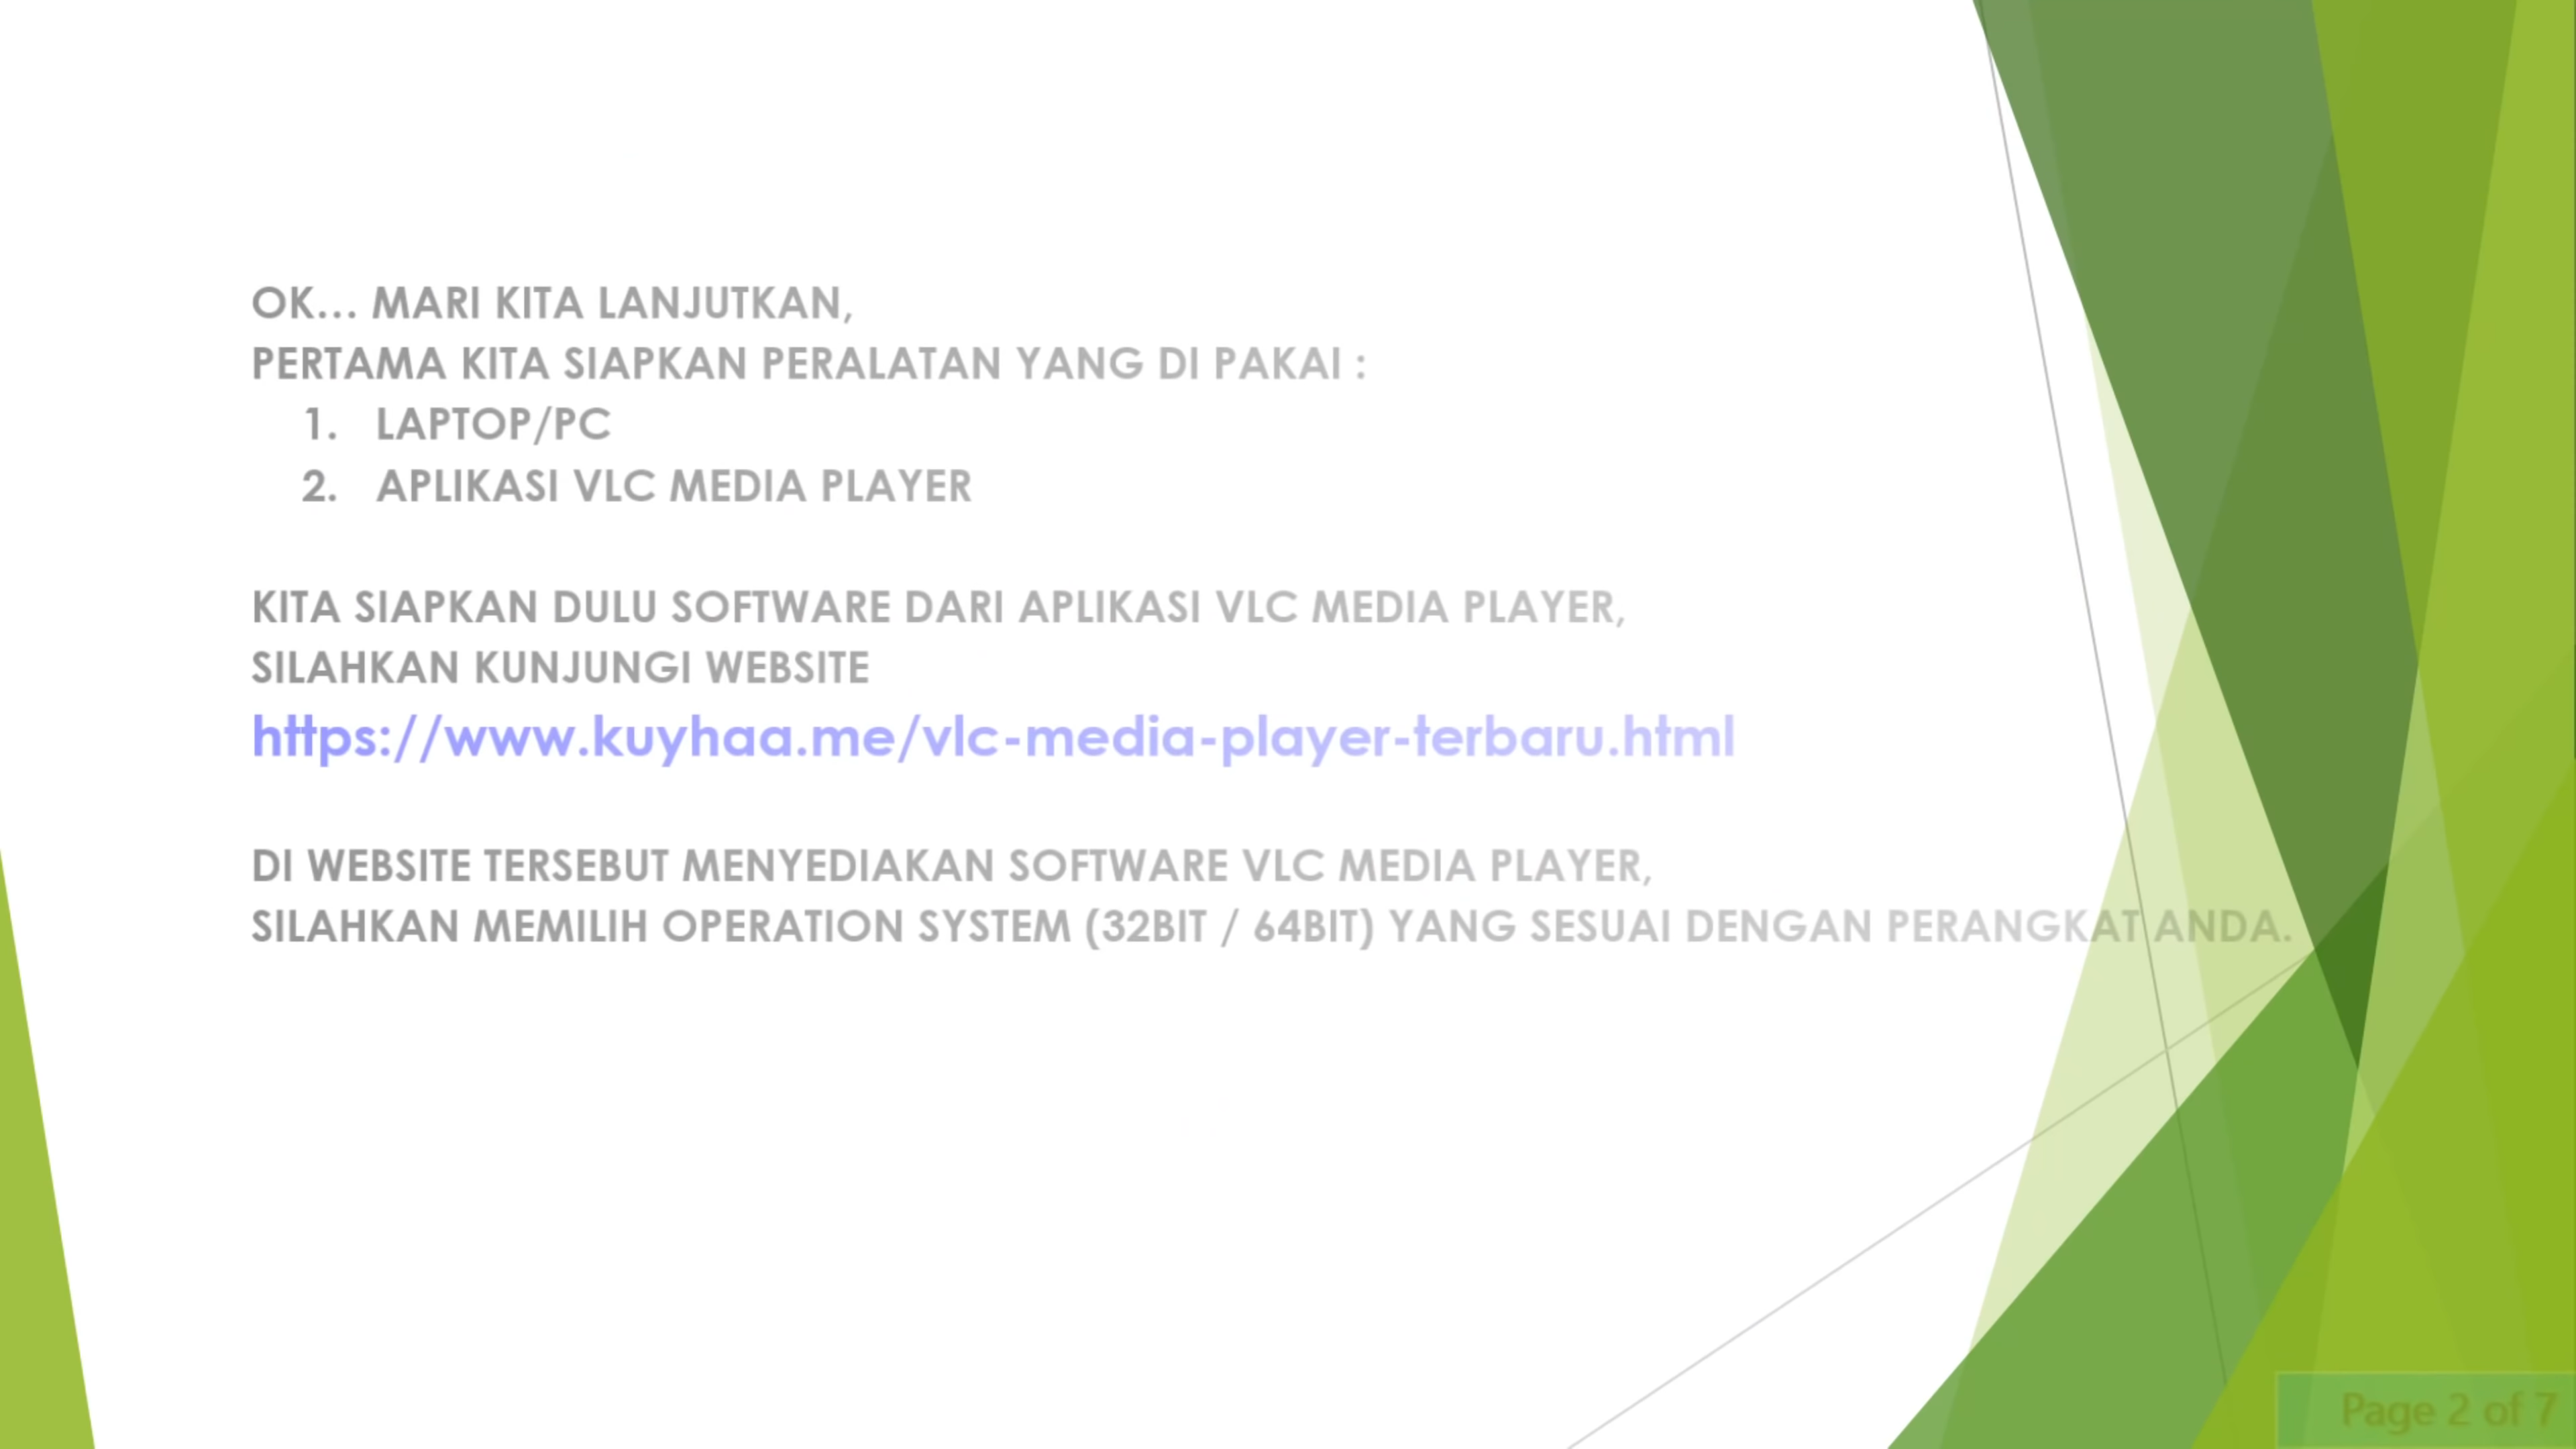 OK... MARI KITA LANJUTKAN,
PERTAMA KITA SIAPKAN PERALATAN YANG DI PAKAI :
1. LAPTOP/PC
2. APLIKASI VLC MEDIA PLAYER
KITA SIAPKAN DULU SOFTWARE DARI APLIKASI VLC MEDIA PLAYER,
SILAHKAN KUNJUNGI WEBSITE
https://www.kuyhaa.me/vlc-media-player-terbaru.html
DI WEBSITE TERSEBUT MENYEDIAKAN SOFTWARE VLC MEDIA PLAYER,
SILAHKAN MEMILIH OPERATION SYSTEM (32BIT / 64BIT) YANG SESUAI DENGAN PERANGKAT ANDA.
Page 2 of 7